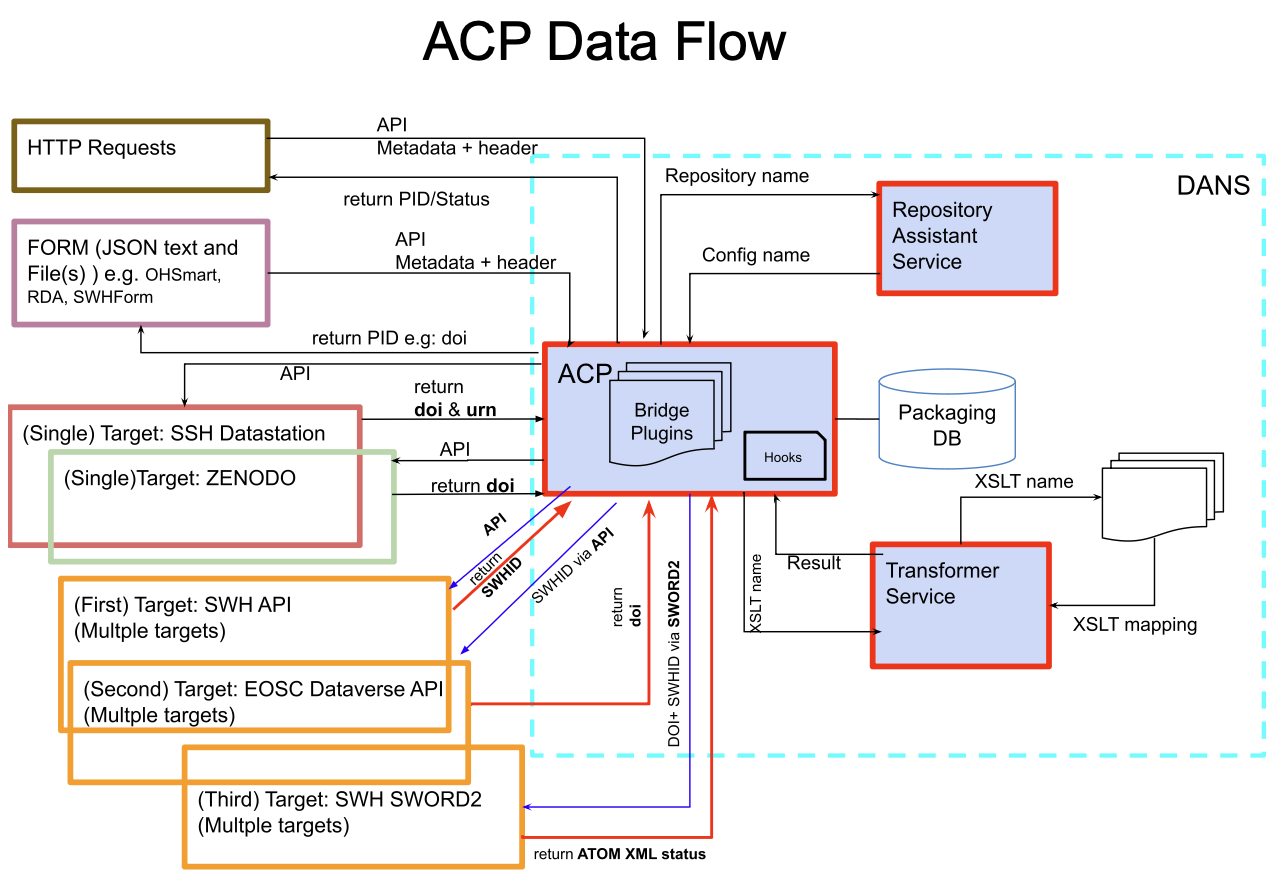 ACP Data Flow
HTTP Requests
API
Metadata + header
return PID/Status
FORM (JSON text and
File(s) ) e.g. OHSmart,
RDA, SWHForm
API
Metadata + header
return PID e.g: doi
API
Repository name
Config name
DANS
Repository
Assistant
Service
ACP
Bridge
Plugins
Hooks
Packaging
DB
return
doi & urn
(Single) Target: SSH Datastation
API
(Single)Target: ZENODO
return doi
API
return
SWHID
SWHID via API
return
doi
DOI+ SWHID via SWORD2
XSLT name
Result
XSLT name
Transformer
Service
XSLT mapping
(First) Target: SWH API
(Multple targets)
(Second) Target: EOSC Dataverse API
(Multple targets)
(Third) Target: SWH SWORD2
(Multple targets)
return ATOM XML status